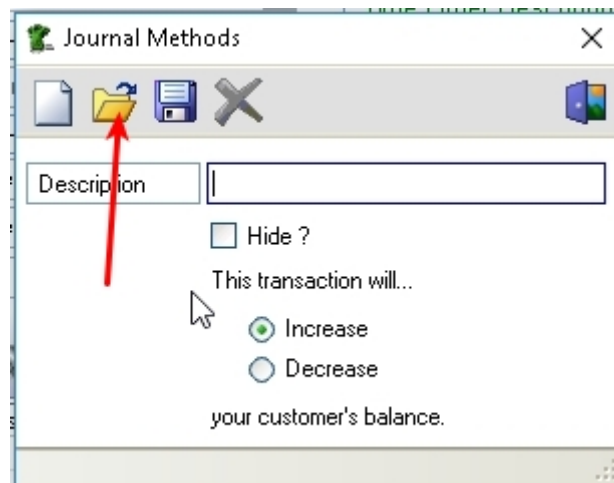 Journal Methods
Description
Hide ?
This transaction will...
Increase
Decrease
your customer's balance.